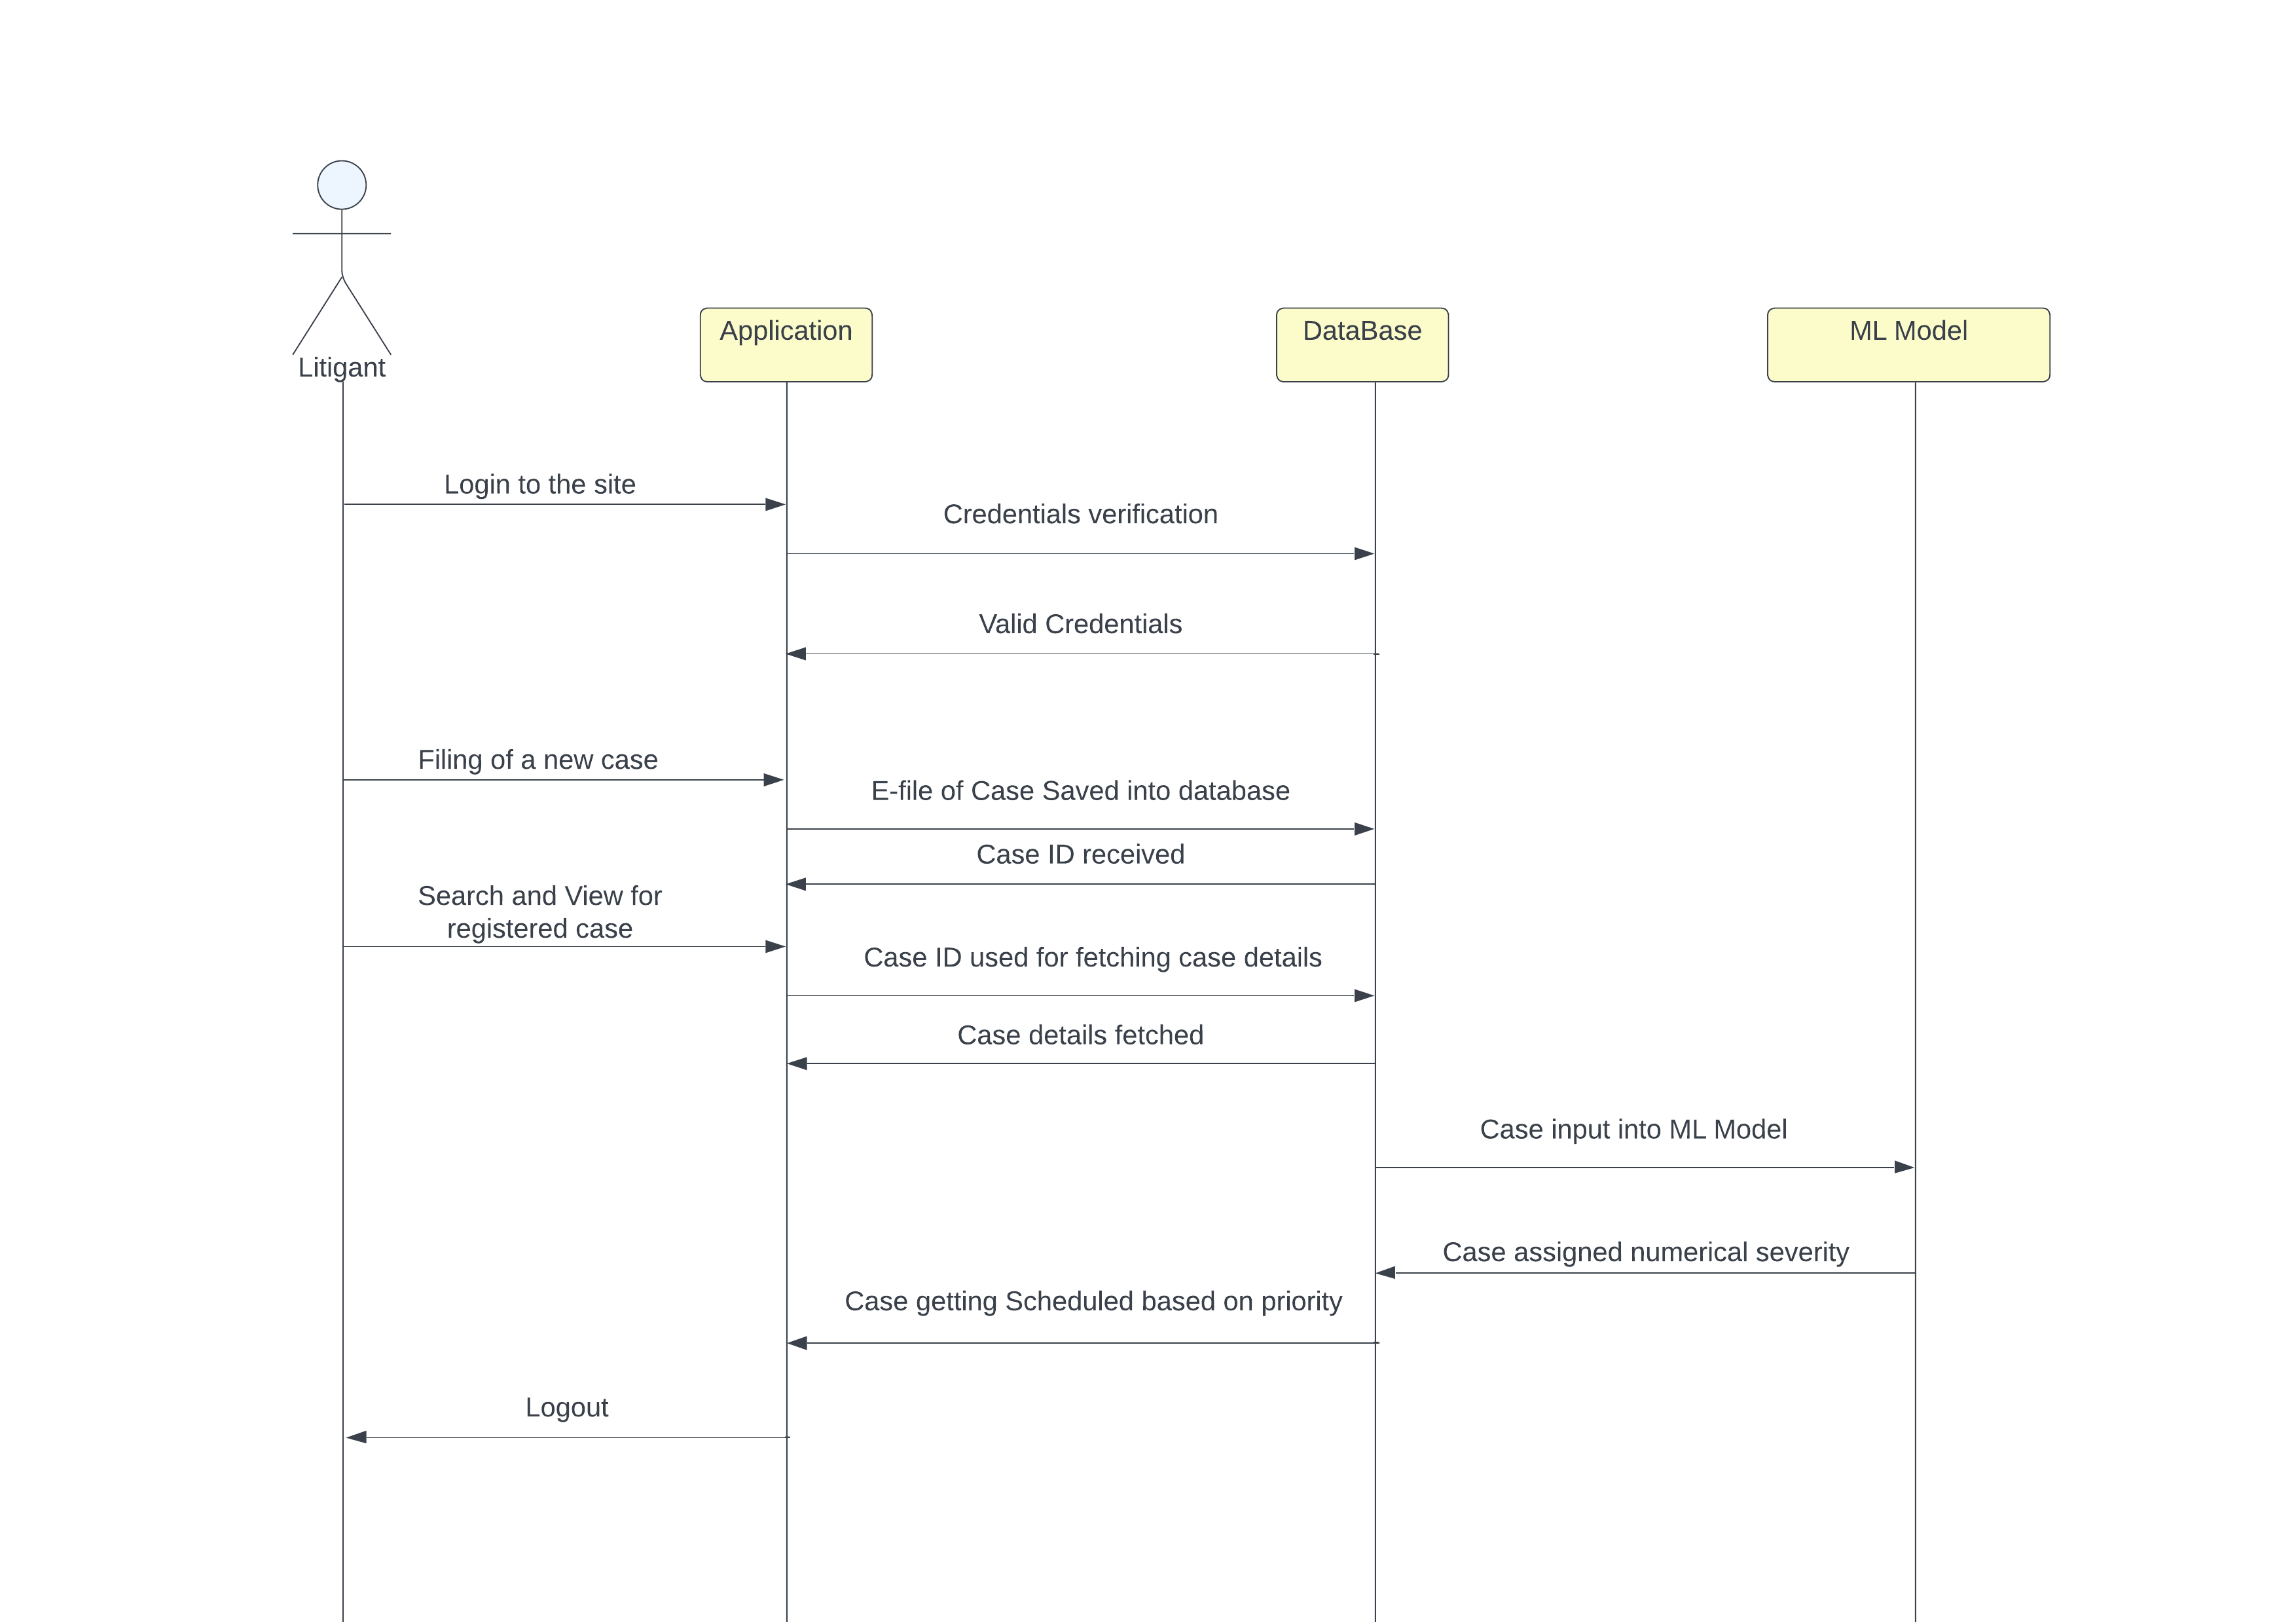 Litigant
Application
DataBase
ML Model
Login to the site
Credentials verification
Valid Credentials
Filing of a new case
E-file of Case Saved into database
Case ID received
Search and View for
registered case
Case ID used for fetching case details
Case details fetched
Case input into ML Model
Case assigned numerical severity
Case getting Scheduled based on priority
Logout